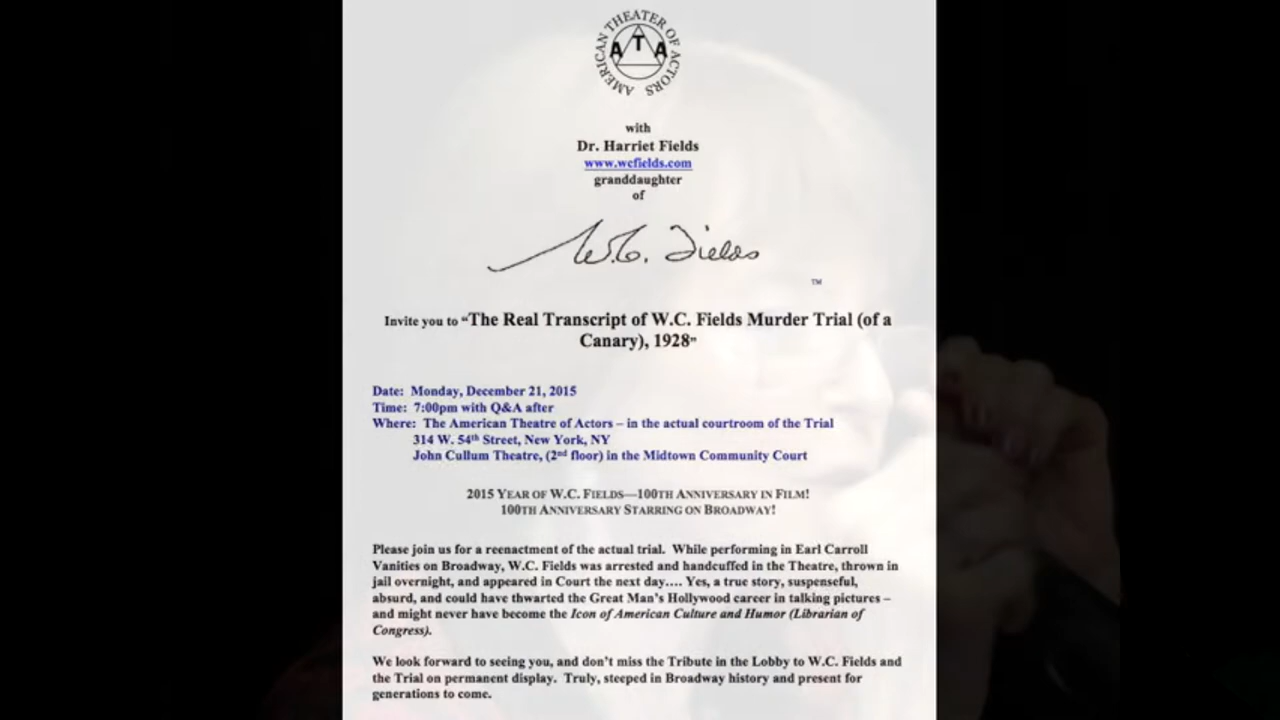 AMERICAN THEATER OF ACTORS
ATA
with
Dr. Harriet Fields
www.wcfields.com
granddaughter
of
W.C. Fields
TM
Invite you to "The Real Transcript of W.C. Fields Murder Trial (of a
Canary), 1928"
Date: Monday, December 21, 2015
Time: 7:00pm with Q&A after
Where: The American Theatre of Actors – in the actual courtroom of the Trial
314 W. 54th Street, New York, NY
John Cullum Theatre, (2nd floor) in the Midtown Community Court
2015 YEAR OF W.C. FIELDS—100TH ANNIVERSARY IN FILM!
100TH ANNIVERSARY STARRING ON BROADWAY!
Please join us for a reenactment of the actual trial. While performing in Earl Carroll
Vanities on Broadway, W.C. Fields was arrested and handcuffed in the Theatre, thrown in
jail overnight, and appeared in Court the next day…. Yes, a true story, suspenseful,
absurd, and could have thwarted the Great Man's Hollywood career in talking pictures –
and might never have become the Icon of American Culture and Humor (Librarian of
Congress).
We look forward to seeing you, and don't miss the Tribute in the Lobby to W.C. Fields and
the Trial on permanent display. Truly, steeped in Broadway history and present for
generations to come.